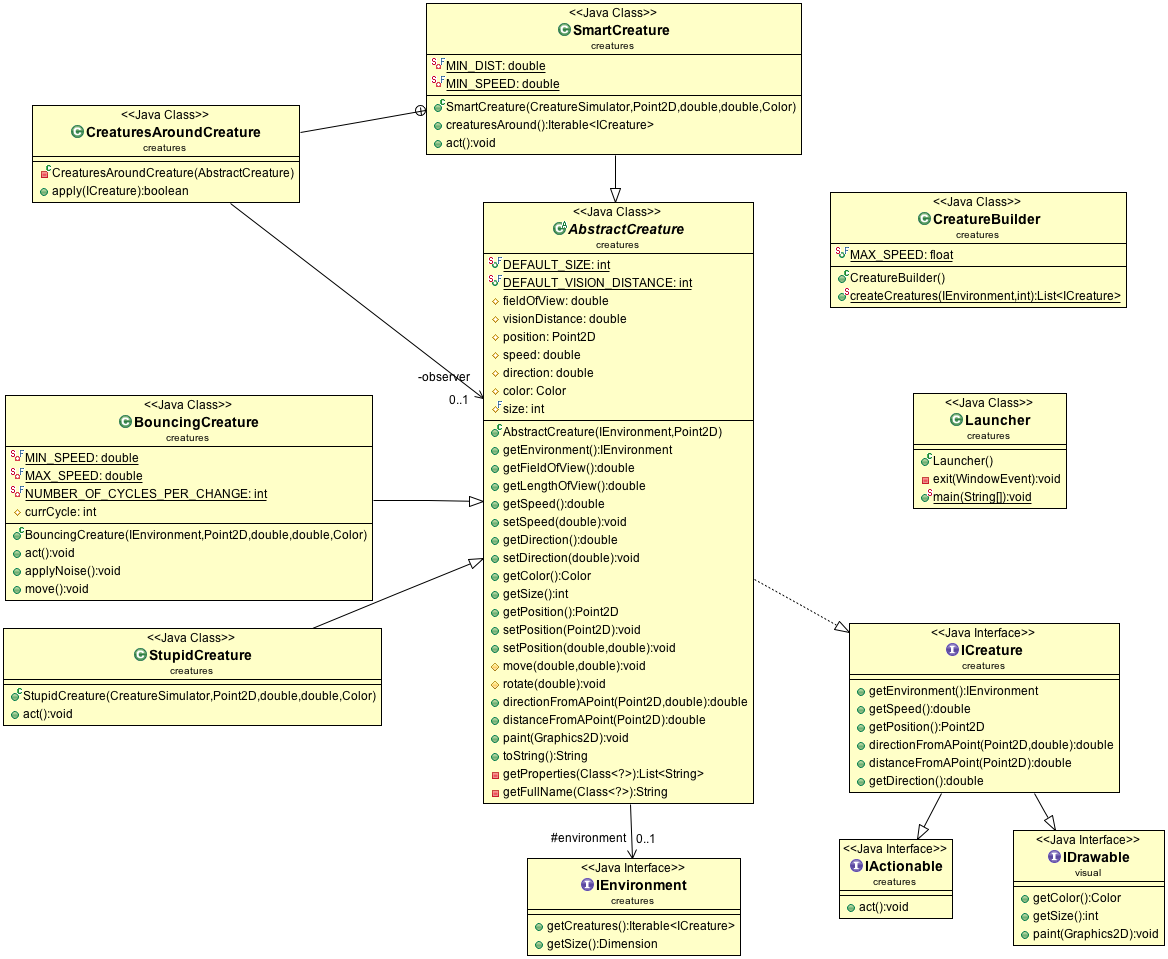 <<Java Class>>
SmartCreature
creatures
MIN_DIST: double
MIN_SPEED: double
SmartCreature(CreatureSimulator,Point2D,double,double,Color)
creaturesAround():Iterable<ICreature>
act():void
<<Java Class>>
CreaturesAroundCreature
creatures
CreaturesAroundCreature(AbstractCreature)
apply(ICreature):boolean
<<Java Class>>
AbstractCreature
creatures
DEFAULT_SIZE: int
DEFAULT_VISION_DISTANCE: int
fieldOfView: double
visionDistance: double
position: Point2D
speed: double
direction: double
color: Color
size: int
AbstractCreature(IEnvironment,Point2D)
getEnvironment():IEnvironment
getFieldOfView():double
getLengthOfView():double
getSpeed():double
setSpeed(double):void
getDirection():double
setDirection(double):void
getColor():Color
getSize():int
getPosition():Point2D
setPosition(Point2D):void
setPosition(double,double):void
move(double,double):void
rotate(double):void
directionFromAPoint(Point2D,double):double
distanceFromAPoint(Point2D):double
paint(Graphics2D):void
toString():String
getProperties(Class<?>):List<String>
getFullName(Class<?>):String
<<Java Class>>
CreatureBuilder
creatures
MAX_SPEED: float
CreatureBuilder()
createCreatures(IEnvironment,int):List<ICreature>
-observer
0..1
<<Java Class>>
BouncingCreature
creatures
MIN_SPEED: double
MAX_SPEED: double
NUMBER_OF_CYCLES_PER_CHANGE: int
currCycle: int
BouncingCreature(IEnvironment,Point2D,double,double,Color)
act():void
applyNoise():void
move():void
<<Java Class>>
Launcher
creatures
Launcher()
exit(WindowEvent):void
main(String[]):void
<<Java Class>>
StupidCreature
creatures
StupidCreature(CreatureSimulator,Point2D,double,double,Color)
act():void
<<Java Interface>>
ICreature
creatures
getEnvironment():IEnvironment
getSpeed():double
getPosition():Point2D
directionFromAPoint(Point2D,double):double
distanceFromAPoint(Point2D):double
getDirection():double
#environment
0..1
<<Java Interface>>
IEnvironment
creatures
getCreatures():Iterable<ICreature>
getSize():Dimension
<<Java Interface>>
IActionable
creatures
act():void
<<Java Interface>>
IDrawable
visual
getColor():Color
getSize():int
paint(Graphics2D):void